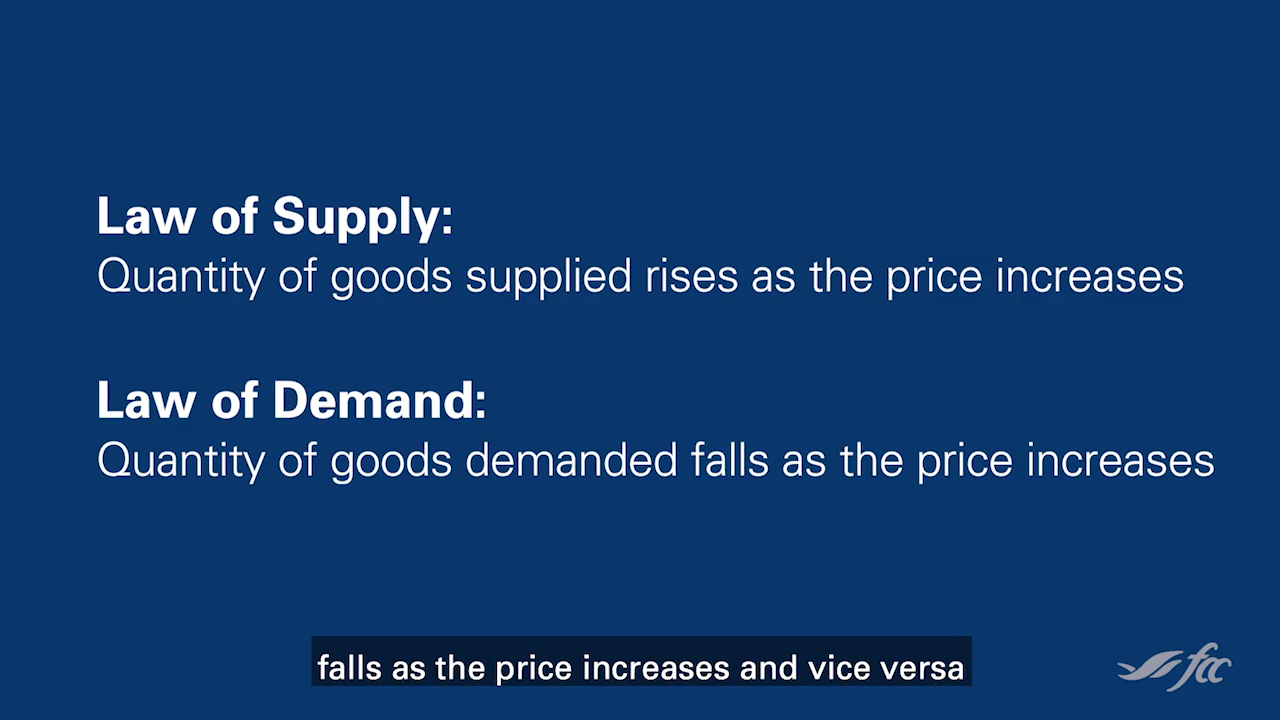 Law of Supply:
Quantity of goods supplied rises as the price increases
Law of Demand:
Quantity of goods demanded falls as the price increases
falls as the price increases and vice versa
fcc